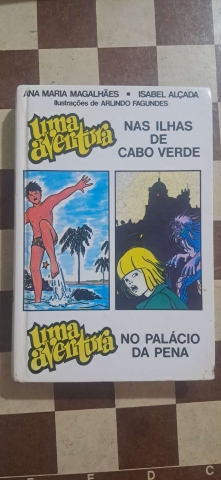 ANA MARIA MAGALHÃES • ISABEL ALÇADA
Ilustrações de ARLINDO FAGUNDES
uma
aventura
NAS ILHAS
DE
CABO VERDE
uma
aventura
NO PALÁCIO
DA PENA